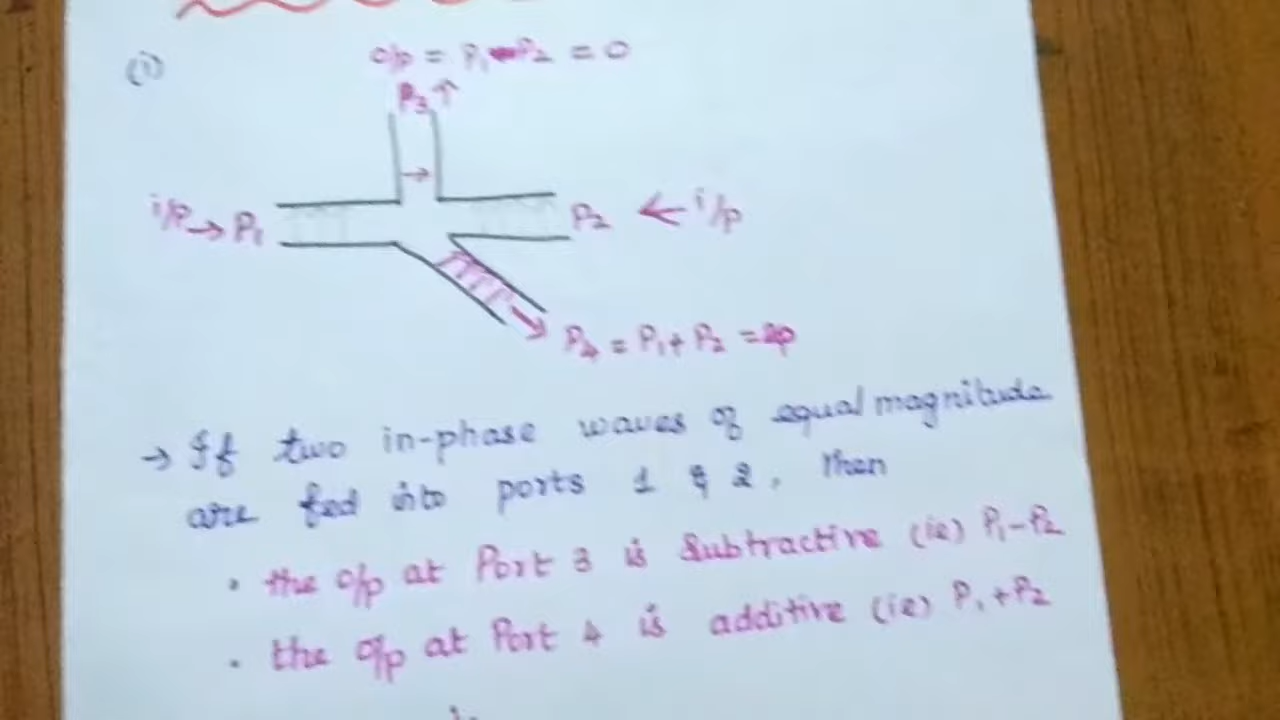 (i)
o/p = P₁-P₂ = 0
P₃↑
i/p → P₁
P₂ ← i/p
P₄ = P₁ + P₂ = 2p
→ If two in-phase waves of equal magnitude
are fed into ports 1 & 2, then
• the o/p at Port 3 is Subtractive (ie) P₁-P₂
• the o/p at Port 4 is additive (ie) P₁+P₂